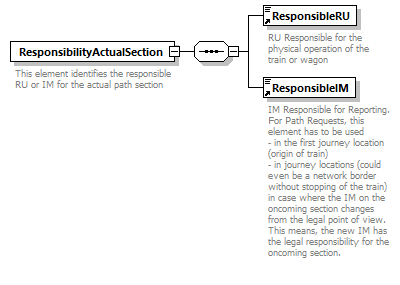 ResponsibleRU
RU Responsible for the
physical operation of the
train or wagon
ResponsibilityActualSection
This element identifies the responsible
RU or IM for the actual path section
ResponsibleIM
IM Responsible for Reporting.
For Path Requests, this
element has to be used
- in the first journey location
(origin of train)
- in journey locations (could
even be a network border
without stopping of the train)
in case where the IM on the
oncoming section changes
from the legal point of view.
This means, the new IM has
the legal responsibility for the
oncoming section.